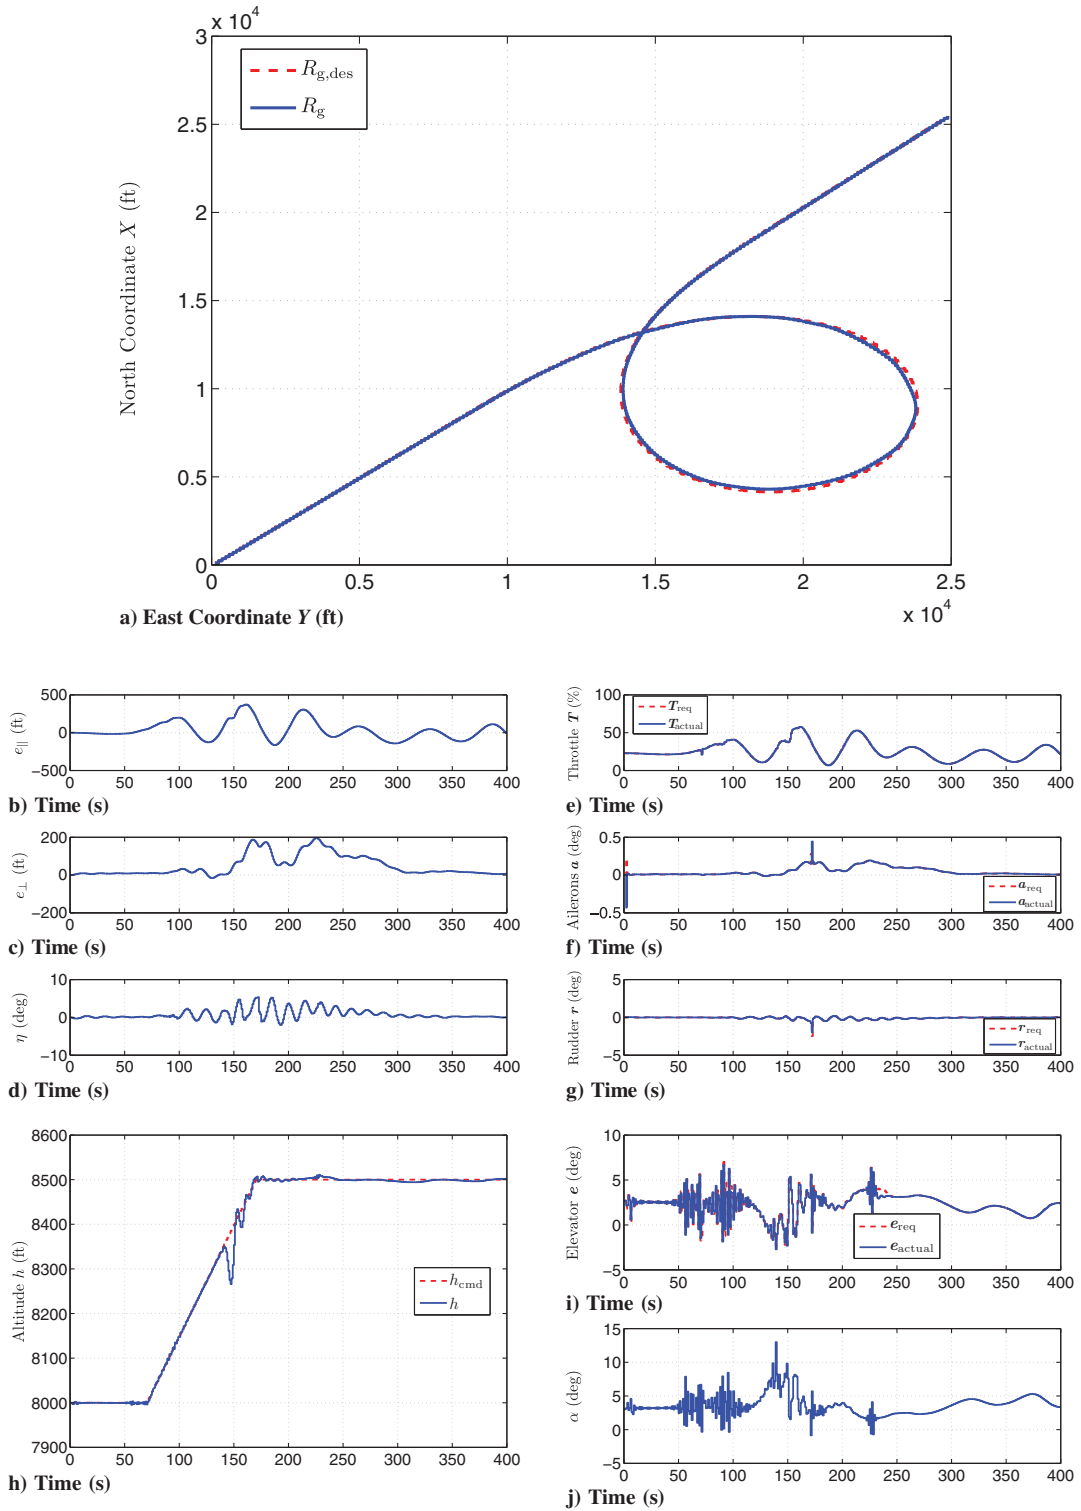 x 10⁴
3
2.5
2
1.5
1
0.5
0
North Coordinate X (ft)
R_g,des
R_g
0
0.5
1
1.5
2
2.5
x 10⁴
a) East Coordinate Y (ft)
500
0
−500
e_∥ (ft)
0 50 100 150 200 250 300 350 400
b) Time (s)
200
0
−200
e_⊥ (ft)
0 50 100 150 200 250 300 350 400
c) Time (s)
10
0
−10
η (deg)
0 50 100 150 200 250 300 350 400
d) Time (s)
100
50
0
Throttle T (%)
T_req
T_actual
0 50 100 150 200 250 300 350 400
e) Time (s)
0.5
0
−0.5
Ailerons a (deg)
a_req
a_actual
0 50 100 150 200 250 300 350 400
f) Time (s)
5
0
−5
Rudder r (deg)
r_req
r_actual
0 50 100 150 200 250 300 350 400
g) Time (s)
8600
8500
8400
8300
8200
8100
8000
7900
Altitude h (ft)
h_cmd
h
0 50 100 150 200 250 300 350 400
h) Time (s)
10
5
0
−5
Elevator e (deg)
e_req
e_actual
0 50 100 150 200 250 300 350 400
i) Time (s)
15
10
5
0
−5
α (deg)
0 50 100 150 200 250 300 350 400
j) Time (s)